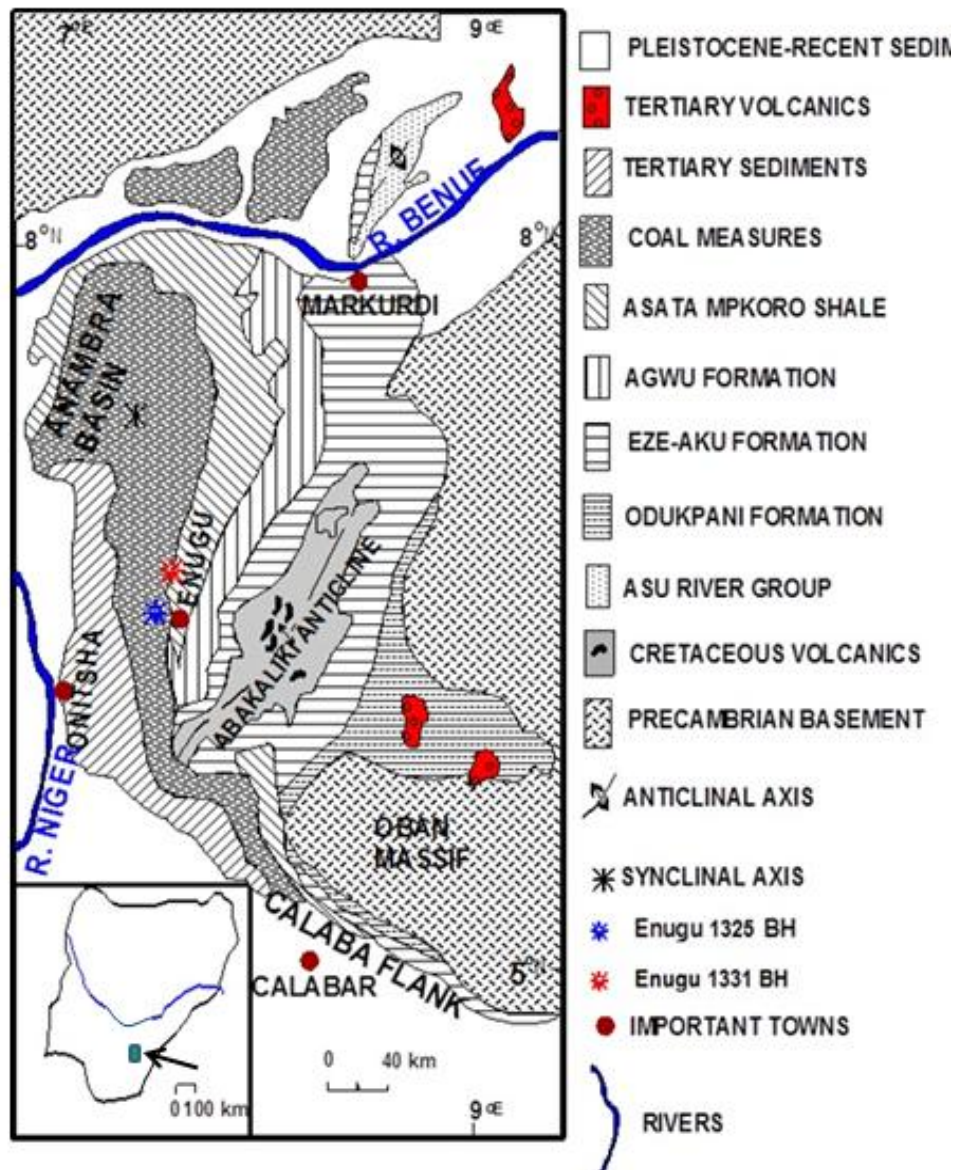 7°E
9°E
PLEISTOCENE-RECENT SEDIM
TERTIARY VOLCANICS
TERTIARY SEDIMENTS
COAL MEASURES
ASATA MPKORO SHALE
AGWU FORMATION
EZE-AKU FORMATION
ODUKPANI FORMATION
ASU RIVER GROUP
CRETACEOUS VOLCANICS
PRECAMBRIAN BASEMENT
ANTICLINAL AXIS
SYNCLINAL AXIS
Enugu 1325 BH
Enugu 1331 BH
IMPORTANT TOWNS
RIVERS
R. BENUE
8°N
8°N
MARKURDI
ANAMBRA
BASIN
ENUGU
ABAKALIKI ANTICLINE
ONITSHA
R. NIGER
OBAN
MASSIF
CALABA FLANK
CALABAR
5°N
0 40 km
0 100 km
9°E